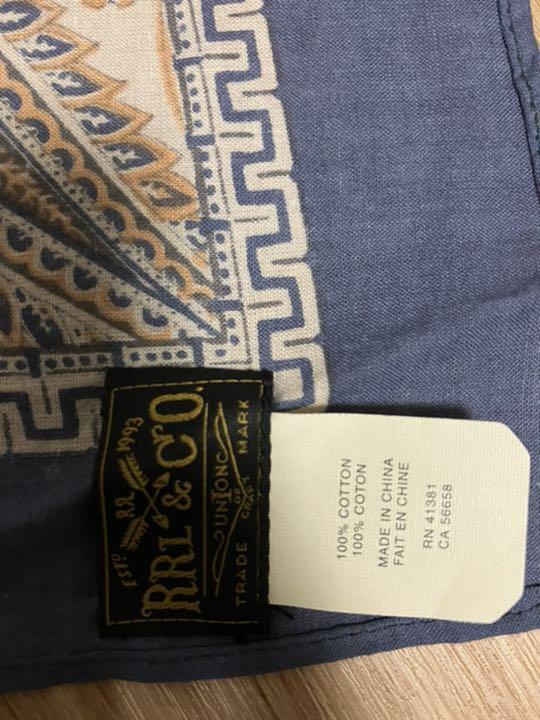 ESTD R.L. 1993
RRL & CO.
UNION
TRADE MARK
100% COTTON
100% COTON
MADE IN CHINA
FAIT EN CHINE
RN 41381
CA 56658